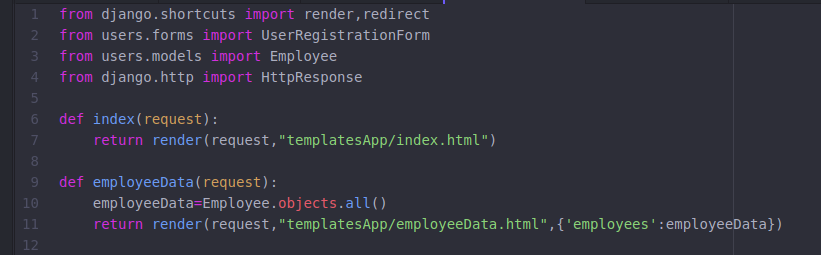 1 from django.shortcuts import render,redirect
2 from users.forms import UserRegistrationForm
3 from users.models import Employee
4 from django.http import HttpResponse
5
6 def index(request):
7     return render(request,"templatesApp/index.html")
8
9 def employeeData(request):
10     employeeData=Employee.objects.all()
11     return render(request,"templatesApp/employeeData.html",{'employees':employeeData})
12